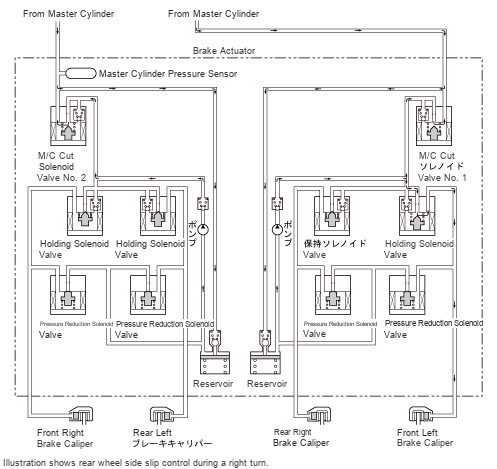 From Master Cylinder
From Master Cylinder
Brake Actuator
Master Cylinder Pressure Sensor
M/C Cut
Solenoid
Valve No. 2
M/C Cut
ソレノイド
Valve No. 1
ポンプ
ポンプ
Holding Solenoid
Valve
Holding Solenoid
Valve
保持ソレノイド
Valve
Holding Solenoid
Valve
Pressure Reduction Solenoid
Valve
Pressure Reduction Solenoid
Valve
Pressure Reduction Solenoid
Valve
Pressure Reduction Solenoid
Valve
Reservoir
Reservoir
Front Right
Brake Caliper
Rear Left
ブレーキキャリパー
Rear Right
Brake Caliper
Front Left
Brake Caliper
Illustration shows rear wheel side slip control during a right turn.